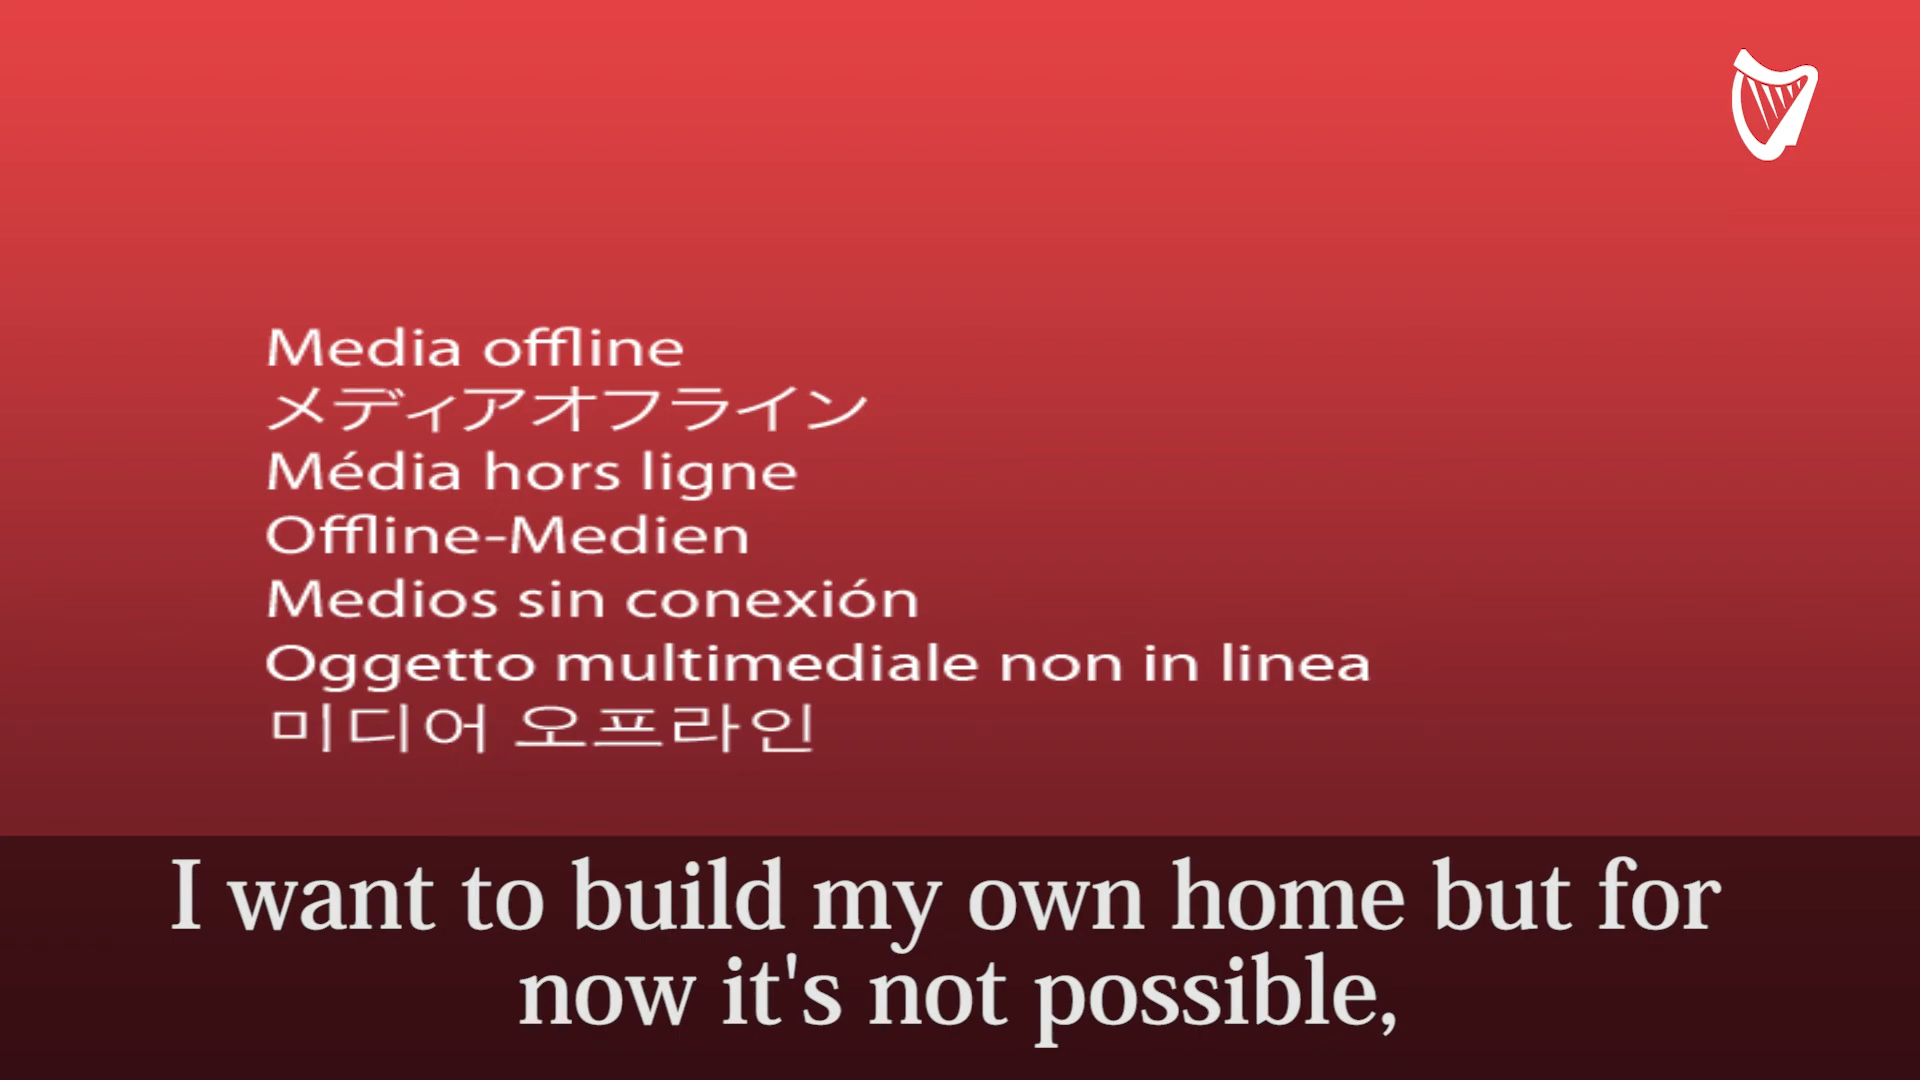 Media offline
メディアオフライン
Média hors ligne
Offline-Medien
Medios sin conexión
Oggetto multimediale non in linea
미디어 오프라인
I want to build my own home but for
now it's not possible,